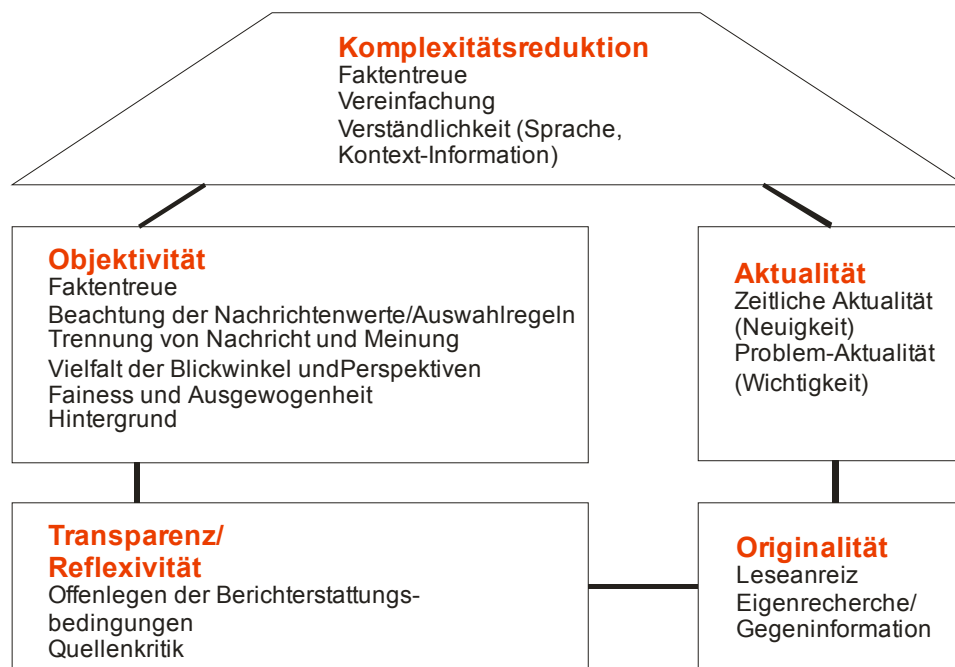 Komplexitätsreduktion
Faktentreue
Vereinfachung
Verständlichkeit (Sprache,
Kontext-Information)
Objektivität
Faktentreue
Beachtung der Nachrichtenwerte/Auswahlregeln
Trennung von Nachricht und Meinung
Vielfalt der Blickwinkel undPerspektiven
Fainess und Ausgewogenheit
Hintergrund
Aktualität
Zeitliche Aktualität
(Neuigkeit)
Problem-Aktualität
(Wichtigkeit)
Transparenz/
Reflexivität
Offenlegen der Berichterstattungs-
bedingungen
Quellenkritik
Originalität
Leseanreiz
Eigenrecherche/
Gegeninformation